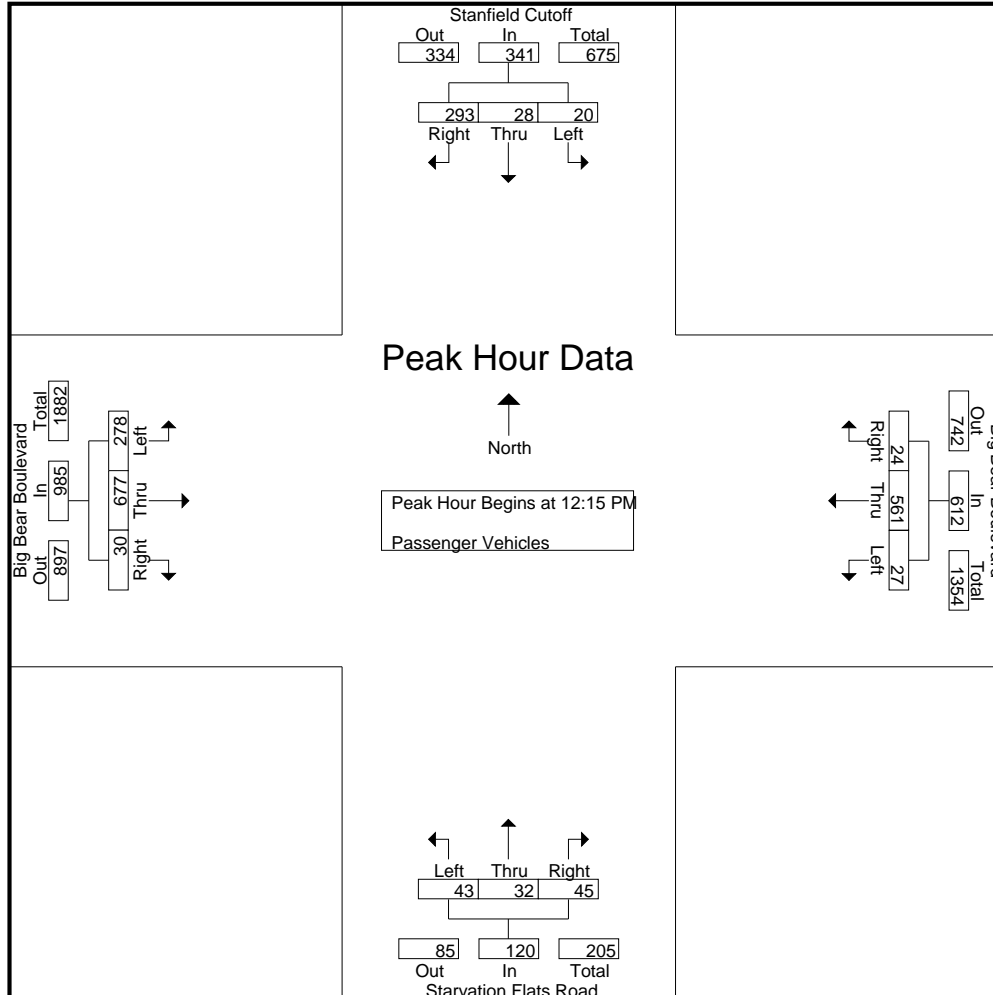 Stanfield Cutoff
Out In Total
334 341 675
293 28 20
Right Thru Left
Peak Hour Data
North
Peak Hour Begins at 12:15 PM
Passenger Vehicles
Big Bear Boulevard
Out In Total
897 985 1882
30 677 278
Right Thru Left
Out In Total
742 612 1354
24 561 27
Right Thru Left
Left Thru Right
43 32 45
85 120 205
Out In Total
Starvation Flats Road